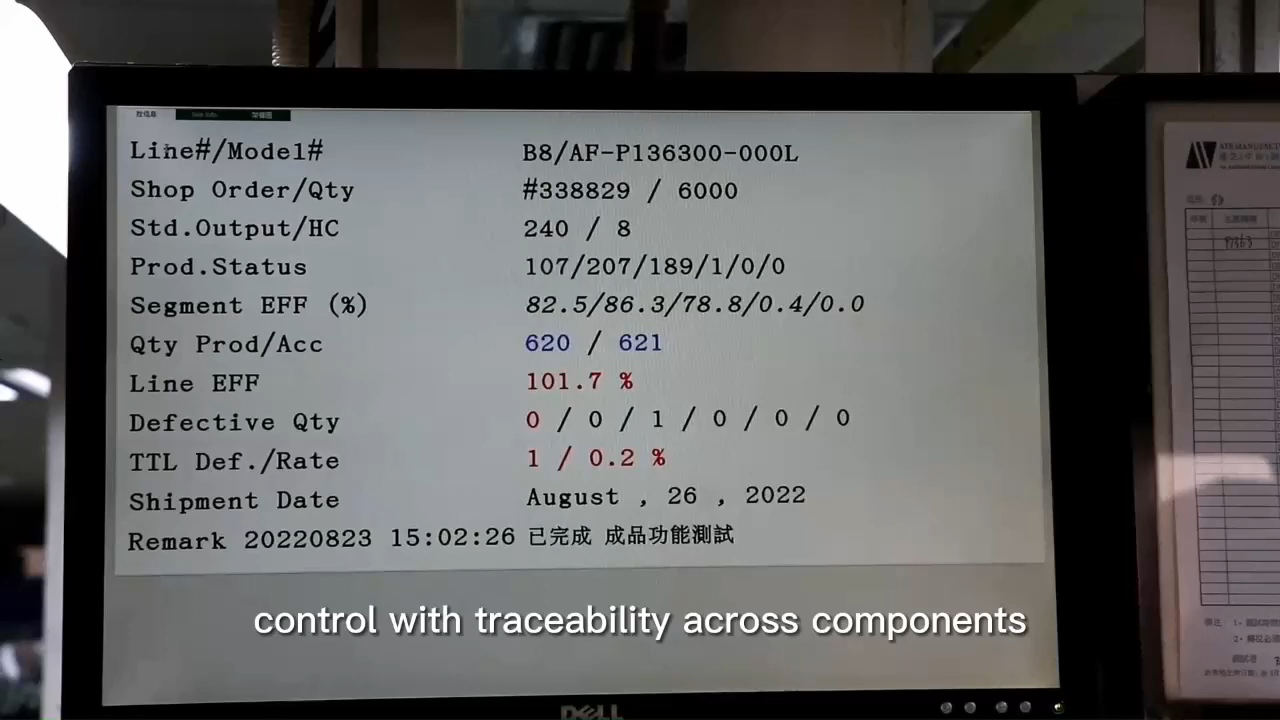 Line#/Model# B8/AF-P136300-000L
Shop Order/Qty #338829 / 6000
Std.Output/HC 240 / 8
Prod.Status 107/207/189/1/0/0
Segment EFF (%) 82.5/86.3/78.8/0.4/0.0
Qty Prod/Acc 620 / 621
Line EFF 101.7 %
Defective Qty 0 / 0 / 1 / 0 / 0 / 0
TTL Def./Rate 1 / 0.2 %
Shipment Date August , 26 , 2022
Remark 20220823 15:02:26 已完成 成品功能測試
control with traceability across components
DELL